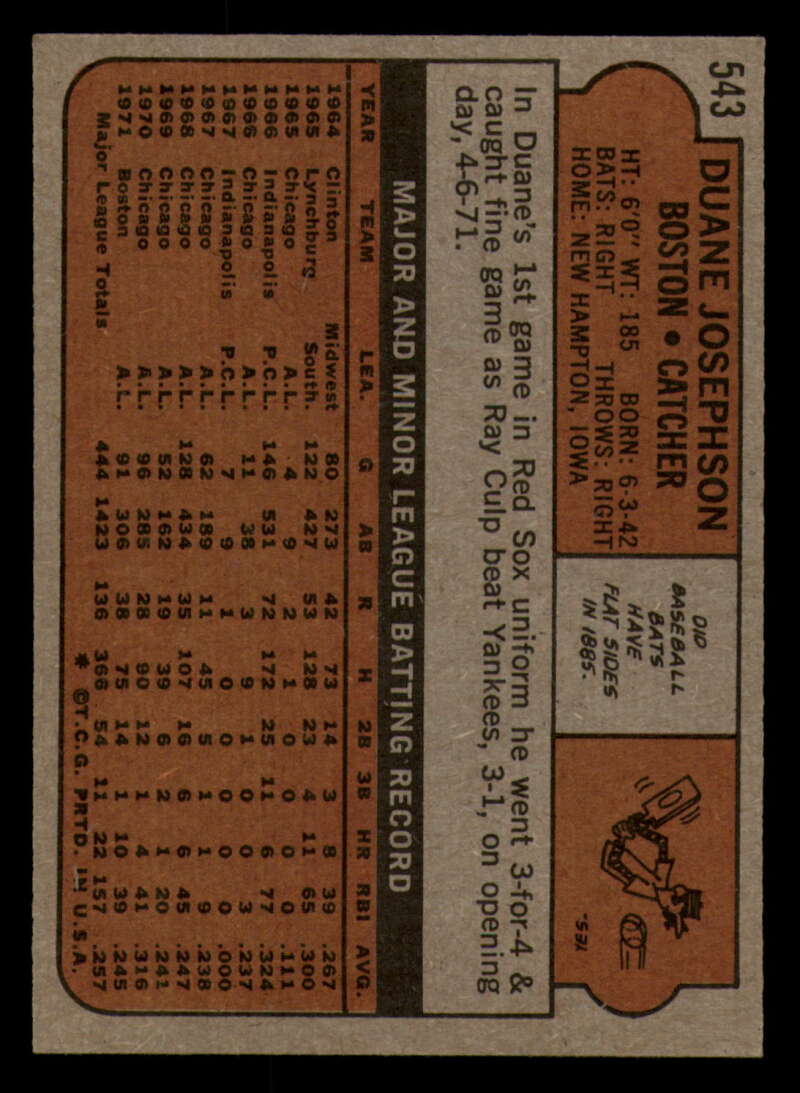 543
DUANE JOSEPHSON
BOSTON • CATCHER
HT: 6'0" WT: 185 BORN: 6-3-42
BATS: RIGHT THROWS: RIGHT
HOME: NEW HAMPTON, IOWA
DID
BASEBALL
BATS
HAVE
FLAT SIDES
IN 1885.
YES.
In Duane's 1st game in Red Sox uniform he went 3-for-4 &
caught fine game as Ray Culp beat Yankees, 3-1, on opening
day, 4-6-71.
MAJOR AND MINOR LEAGUE BATTING RECORD
YEAR TEAM LEA. G AB R H 2B 3B HR RBI AVG.
1964 Clinton Midwest 80 273 42 73 14 3 8 39 .267
1965 Lynchburg South. 122 427 53 128 23 4 11 65 .300
1965 Chicago A.L. 4 9 2 1 0 0 0 0 .111
1966 Indianapolis P.C.L. 146 531 72 172 25 11 6 77 .324
1966 Chicago A.L. 11 38 3 9 1 0 0 3 .237
1967 Indianapolis P.C.L. 7 9 1 0 0 0 0 0 .000
1967 Chicago A.L. 62 189 11 45 5 1 1 9 .238
1968 Chicago A.L. 128 434 35 107 16 6 6 45 .247
1969 Chicago A.L. 52 162 19 39 6 2 1 20 .241
1970 Chicago A.L. 96 285 28 90 12 1 4 41 .316
1971 Boston A.L. 91 306 38 75 14 1 10 39 .245
Major League Totals 444 1423 136 366 54 11 22 157 .257
* ©T.C.G. PRTD. IN U.S.A.